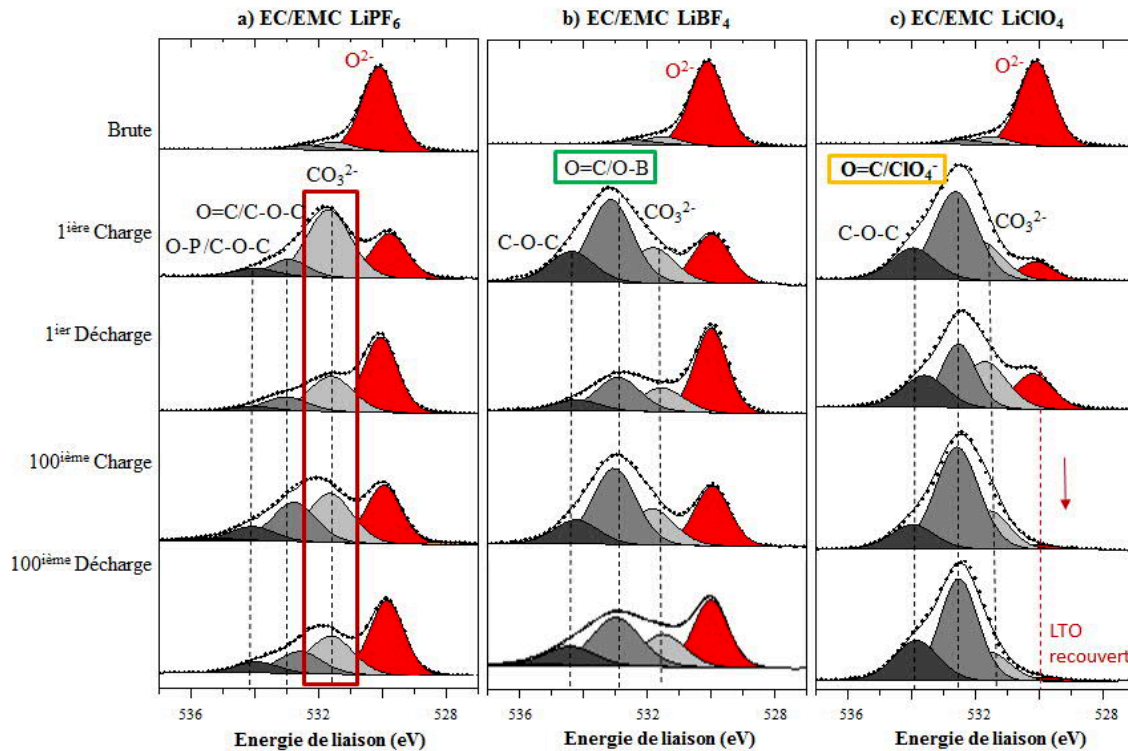 a) EC/EMC LiPF6
b) EC/EMC LiBF4
c) EC/EMC LiClO4
O2-
O2-
O2-
Brute
CO32-
O=C/O-B
O=C/ClO4-
O=C/C-O-C
CO32-
CO32-
1ière Charge
O-P/C-O-C
C-O-C
C-O-C
1ier Décharge
100ième Charge
100ième Décharge
LTO
recouvert
536 532 528
536 532 528
536 532 528
Energie de liaison (eV)
Energie de liaison (eV)
Energie de liaison (eV)